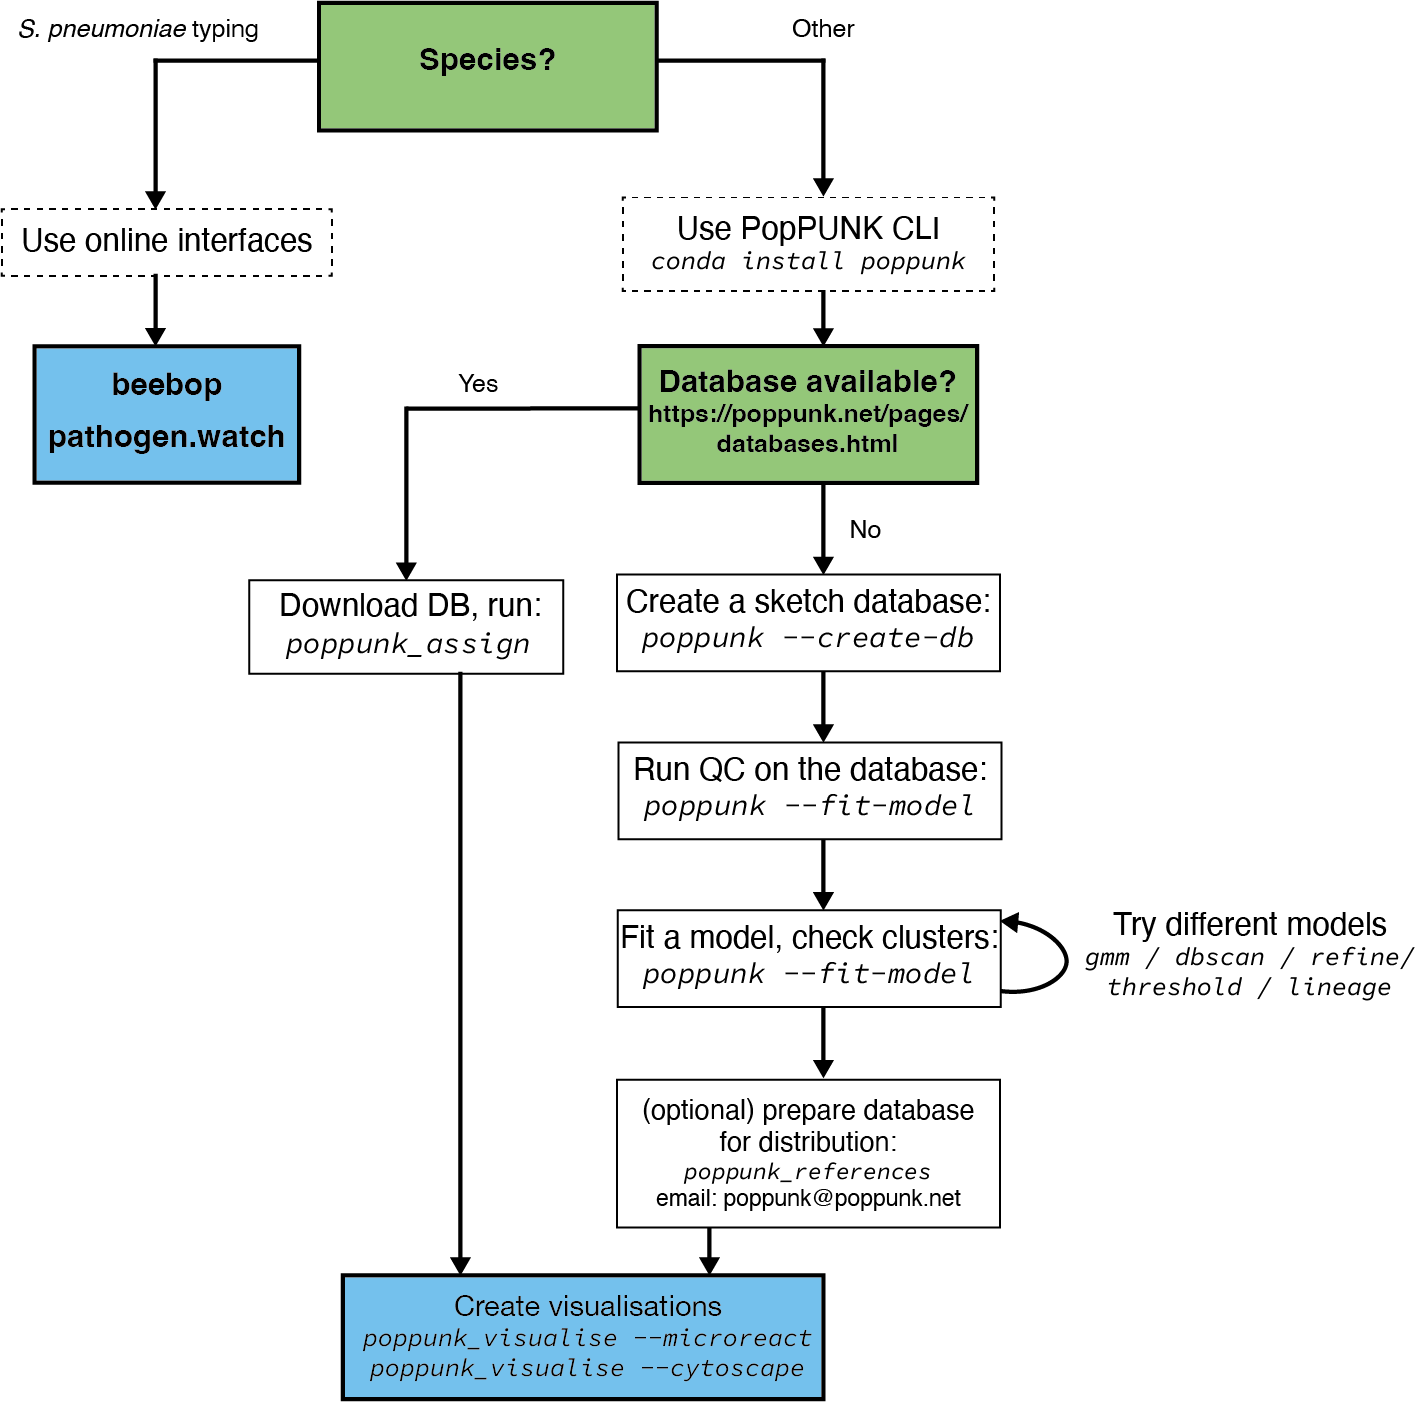 S. pneumoniae typing
Species?
Other
Use online interfaces
Use PopPUNK CLI
conda install poppunk
beebop
pathogen.watch
Yes
Database available?
https://poppunk.net/pages/
databases.html
No
Download DB, run:
poppunk_assign
Create a sketch database:
poppunk --create-db
Run QC on the database:
poppunk --fit-model
Fit a model, check clusters:
poppunk --fit-model
Try different models
gmm / dbscan / refine/
threshold / lineage
(optional) prepare database
for distribution:
poppunk_references
email: poppunk@poppunk.net
Create visualisations
poppunk_visualise --microreact
poppunk_visualise --cytoscape